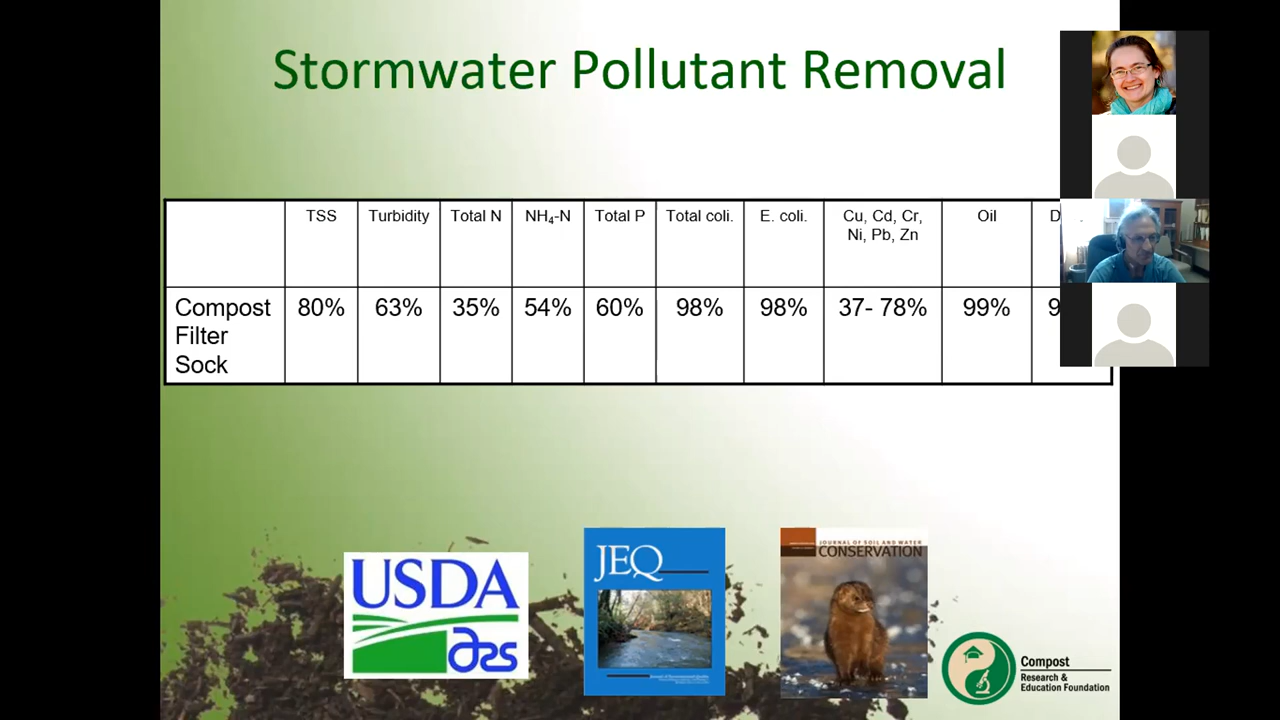 Stormwater Pollutant Removal
TSS
Turbidity
Total N
NH₄-N
Total P
Total coli.
E. coli.
Cu, Cd, Cr,
Ni, Pb, Zn
Oil
Compost
Filter
Sock
80%
63%
35%
54%
60%
98%
98%
37- 78%
99%
USDA
ars
JEQ
JOURNAL OF SOIL AND WATER
CONSERVATION
Compost
Research &
Education Foundation